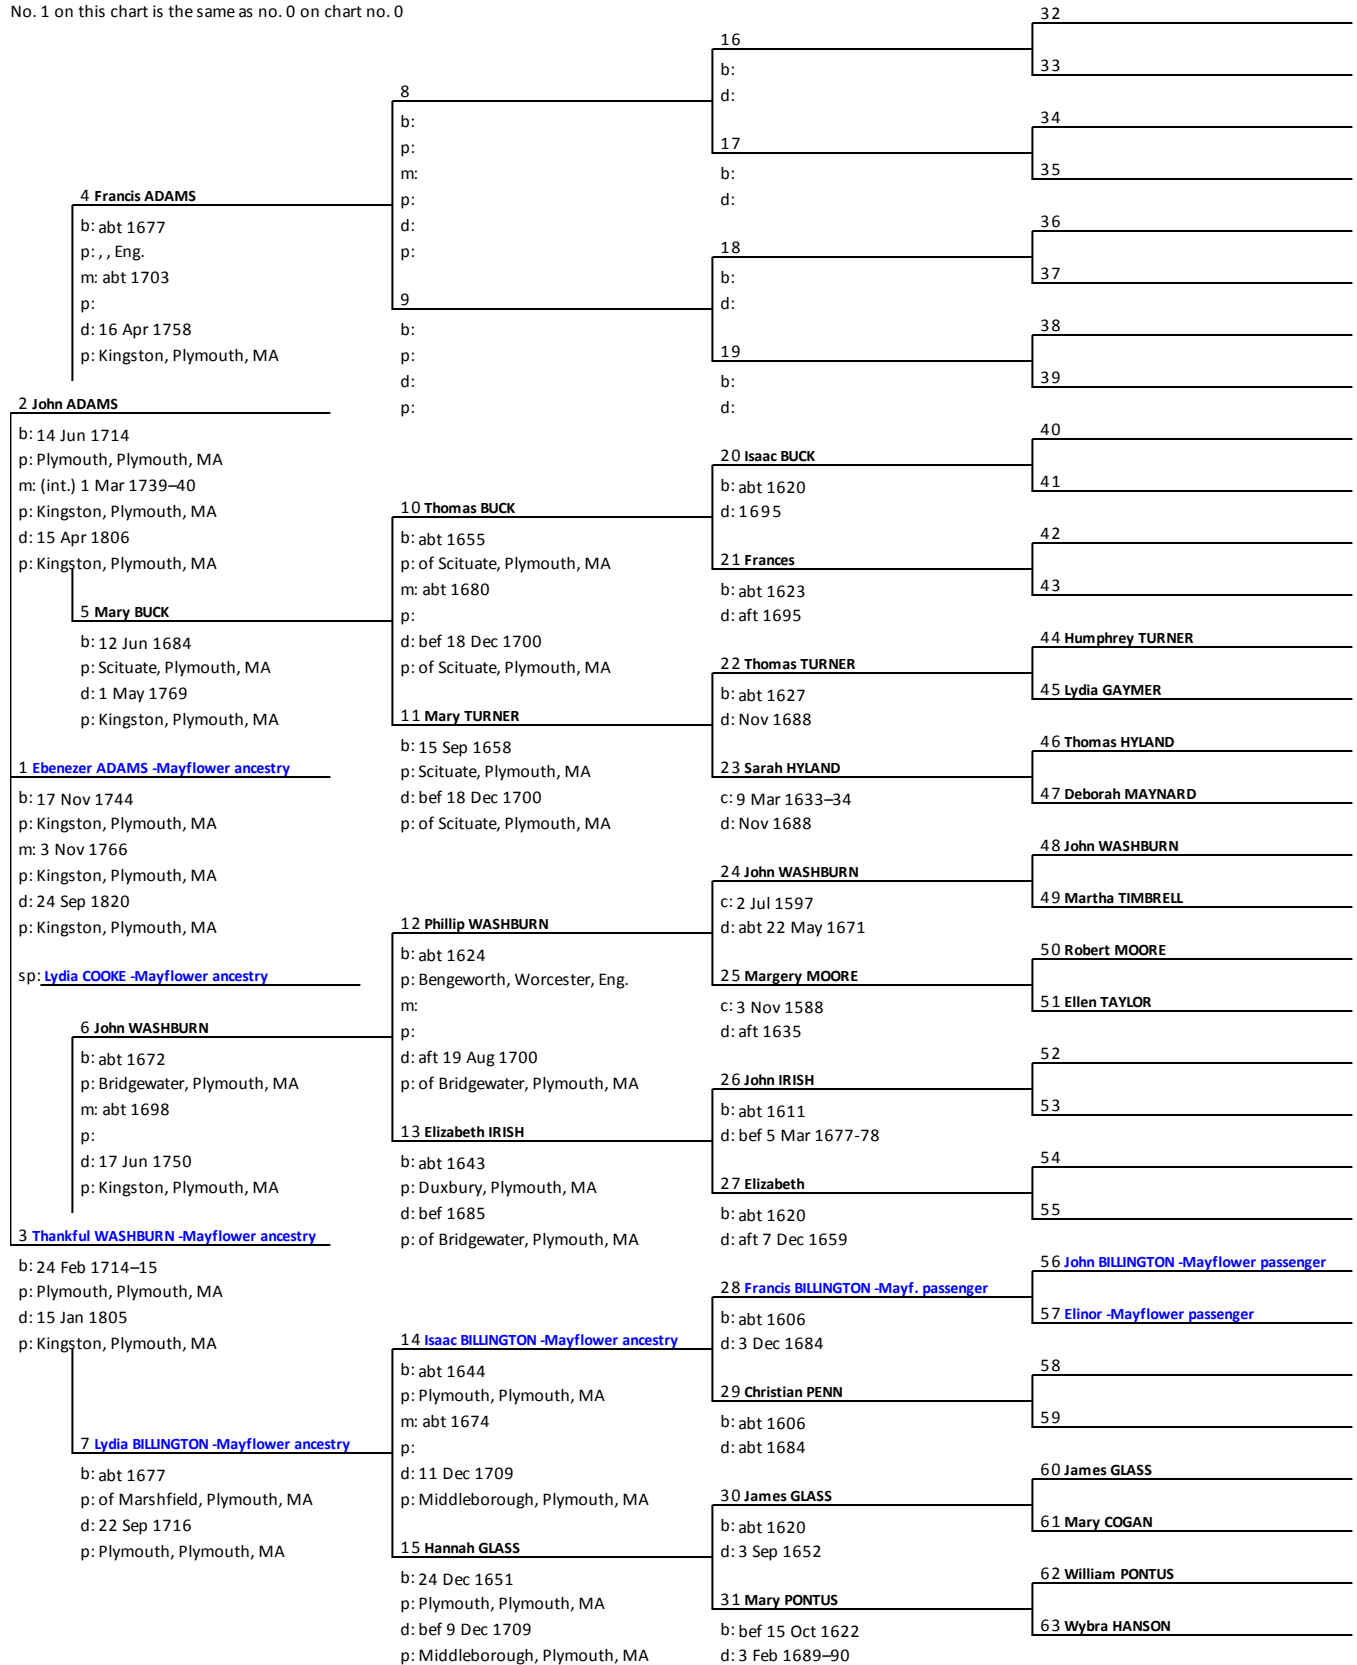 No. 1 on this chart is the same as no. 0 on chart no. 0
1 Ebenezer ADAMS -Mayflower ancestry
b: 17 Nov 1744
p: Kingston, Plymouth, MA
m: 3 Nov 1766
p: Kingston, Plymouth, MA
d: 24 Sep 1820
p: Kingston, Plymouth, MA
sp: Lydia COOKE -Mayflower ancestry
2 John ADAMS
b: 14 Jun 1714
p: Plymouth, Plymouth, MA
m: (int.) 1 Mar 1739–40
p: Kingston, Plymouth, MA
d: 15 Apr 1806
p: Kingston, Plymouth, MA
3 Thankful WASHBURN -Mayflower ancestry
b: 24 Feb 1714–15
p: Plymouth, Plymouth, MA
d: 15 Jan 1805
p: Kingston, Plymouth, MA
4 Francis ADAMS
b: abt 1677
p: , , Eng.
m: abt 1703
p:
d: 16 Apr 1758
p: Kingston, Plymouth, MA
5 Mary BUCK
b: 12 Jun 1684
p: Scituate, Plymouth, MA
d: 1 May 1769
p: Kingston, Plymouth, MA
6 John WASHBURN
b: abt 1672
p: Bridgewater, Plymouth, MA
m: abt 1698
p:
d: 17 Jun 1750
p: Kingston, Plymouth, MA
7 Lydia BILLINGTON -Mayflower ancestry
b: abt 1677
p: of Marshfield, Plymouth, MA
d: 22 Sep 1716
p: Plymouth, Plymouth, MA
8
b:
p:
m:
p:
d:
p:
9
b:
p:
d:
p:
10 Thomas BUCK
b: abt 1655
p: of Scituate, Plymouth, MA
m: abt 1680
p:
d: bef 18 Dec 1700
p: of Scituate, Plymouth, MA
11 Mary TURNER
b: 15 Sep 1658
p: Scituate, Plymouth, MA
d: bef 18 Dec 1700
p: of Scituate, Plymouth, MA
12 Phillip WASHBURN
b: abt 1624
p: Bengeworth, Worcester, Eng.
m:
p:
d: aft 19 Aug 1700
p: of Bridgewater, Plymouth, MA
13 Elizabeth IRISH
b: abt 1643
p: Duxbury, Plymouth, MA
d: bef 1685
p: of Bridgewater, Plymouth, MA
14 Isaac BILLINGTON -Mayflower ancestry
b: abt 1644
p: Plymouth, Plymouth, MA
m: abt 1674
p:
d: 11 Dec 1709
p: Middleborough, Plymouth, MA
15 Hannah GLASS
b: 24 Dec 1651
p: Plymouth, Plymouth, MA
d: bef 9 Dec 1709
p: Middleborough, Plymouth, MA
16
b:
d:
17
b:
d:
18
b:
d:
19
b:
d:
20 Isaac BUCK
b: abt 1620
d: 1695
21 Frances
b: abt 1623
d: aft 1695
22 Thomas TURNER
b: abt 1627
d: Nov 1688
23 Sarah HYLAND
c: 9 Mar 1633–34
d: Nov 1688
24 John WASHBURN
c: 2 Jul 1597
d: abt 22 May 1671
25 Margery MOORE
c: 3 Nov 1588
d: aft 1635
26 John IRISH
b: abt 1611
d: bef 5 Mar 1677-78
27 Elizabeth
b: abt 1620
d: aft 7 Dec 1659
28 Francis BILLINGTON -Mayf. passenger
b: abt 1606
d: 3 Dec 1684
29 Christian PENN
b: abt 1606
d: abt 1684
30 James GLASS
b: abt 1620
d: 3 Sep 1652
31 Mary PONTUS
b: bef 15 Oct 1622
d: 3 Feb 1689–90
32
33
34
35
36
37
38
39
40
41
42
43
44 Humphrey TURNER
45 Lydia GAYMER
46 Thomas HYLAND
47 Deborah MAYNARD
48 John WASHBURN
49 Martha TIMBRELL
50 Robert MOORE
51 Ellen TAYLOR
52
53
54
55
56 John BILLINGTON -Mayflower passenger
57 Elinor -Mayflower passenger
58
59
60 James GLASS
61 Mary COGAN
62 William PONTUS
63 Wybra HANSON